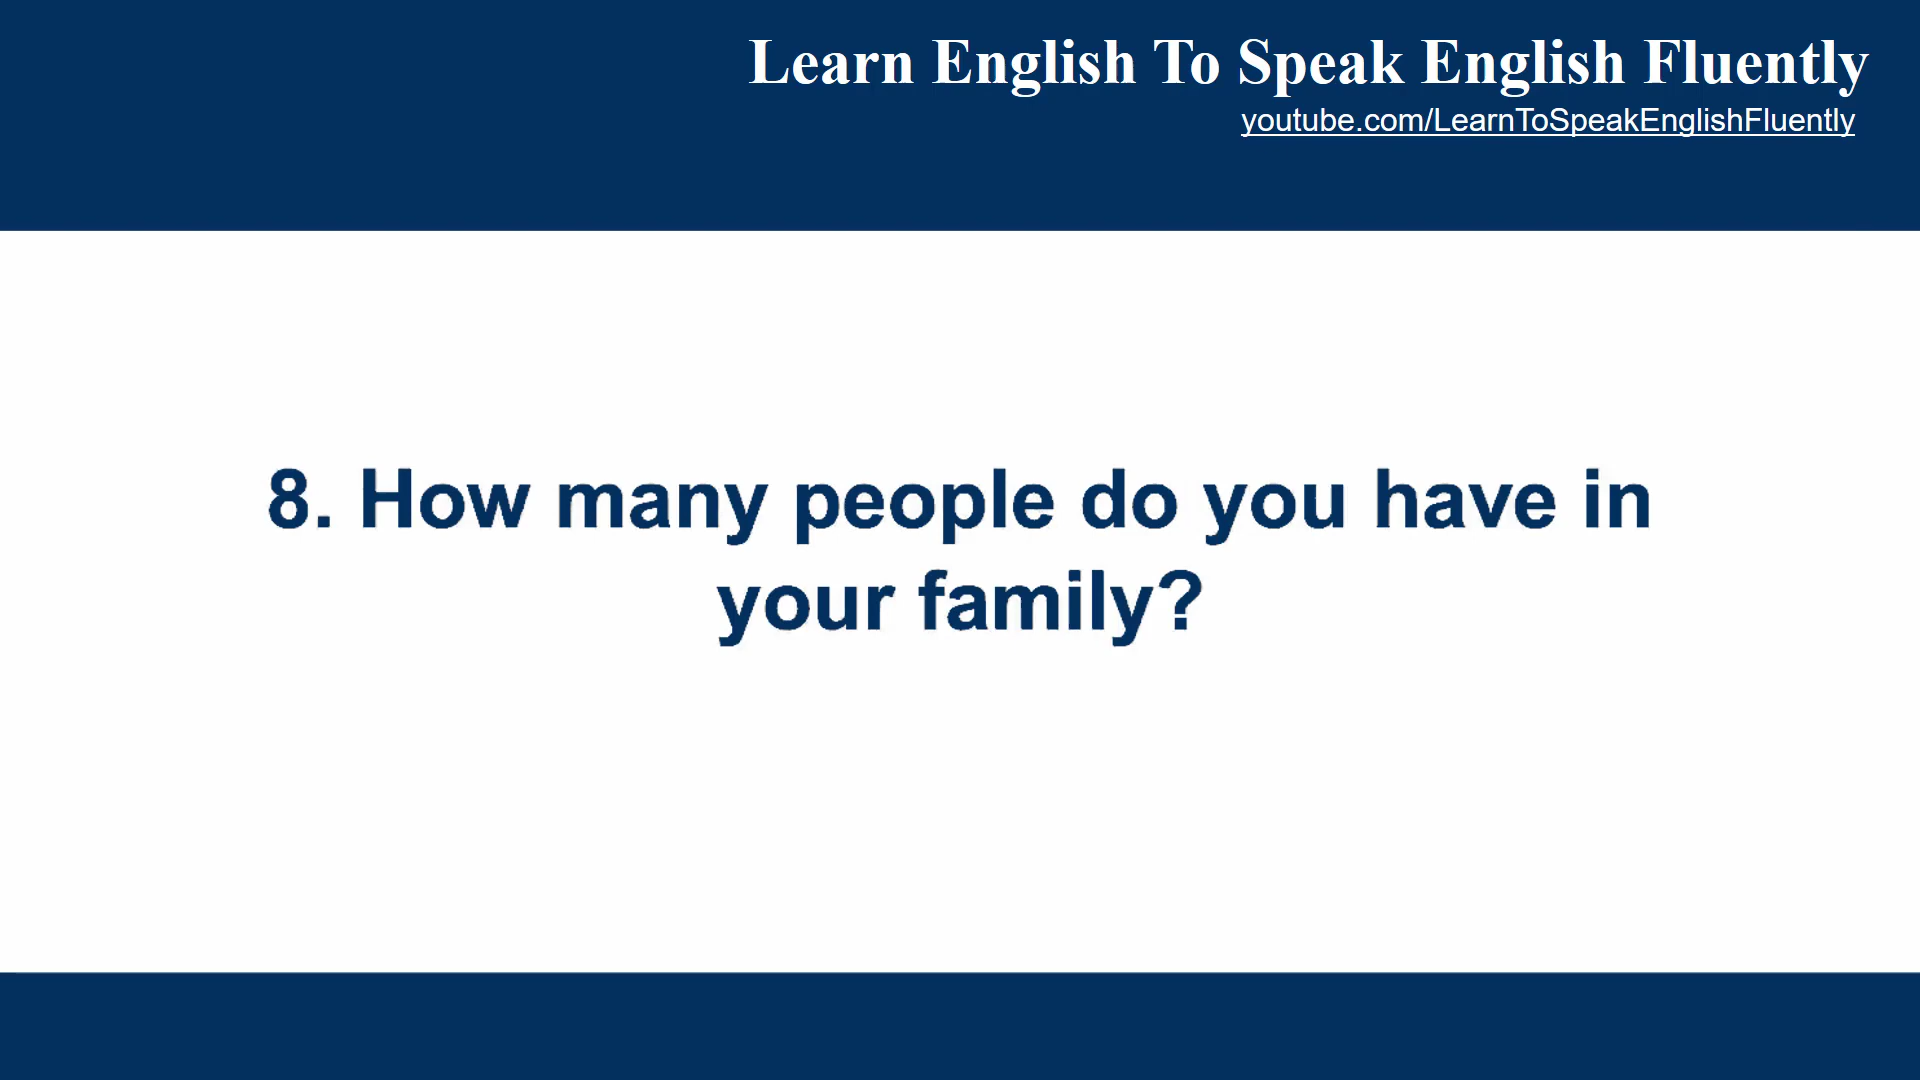 Learn English To Speak English Fluently
youtube.com/LearnToSpeakEnglishFluently
8. How many people do you have in
your family?